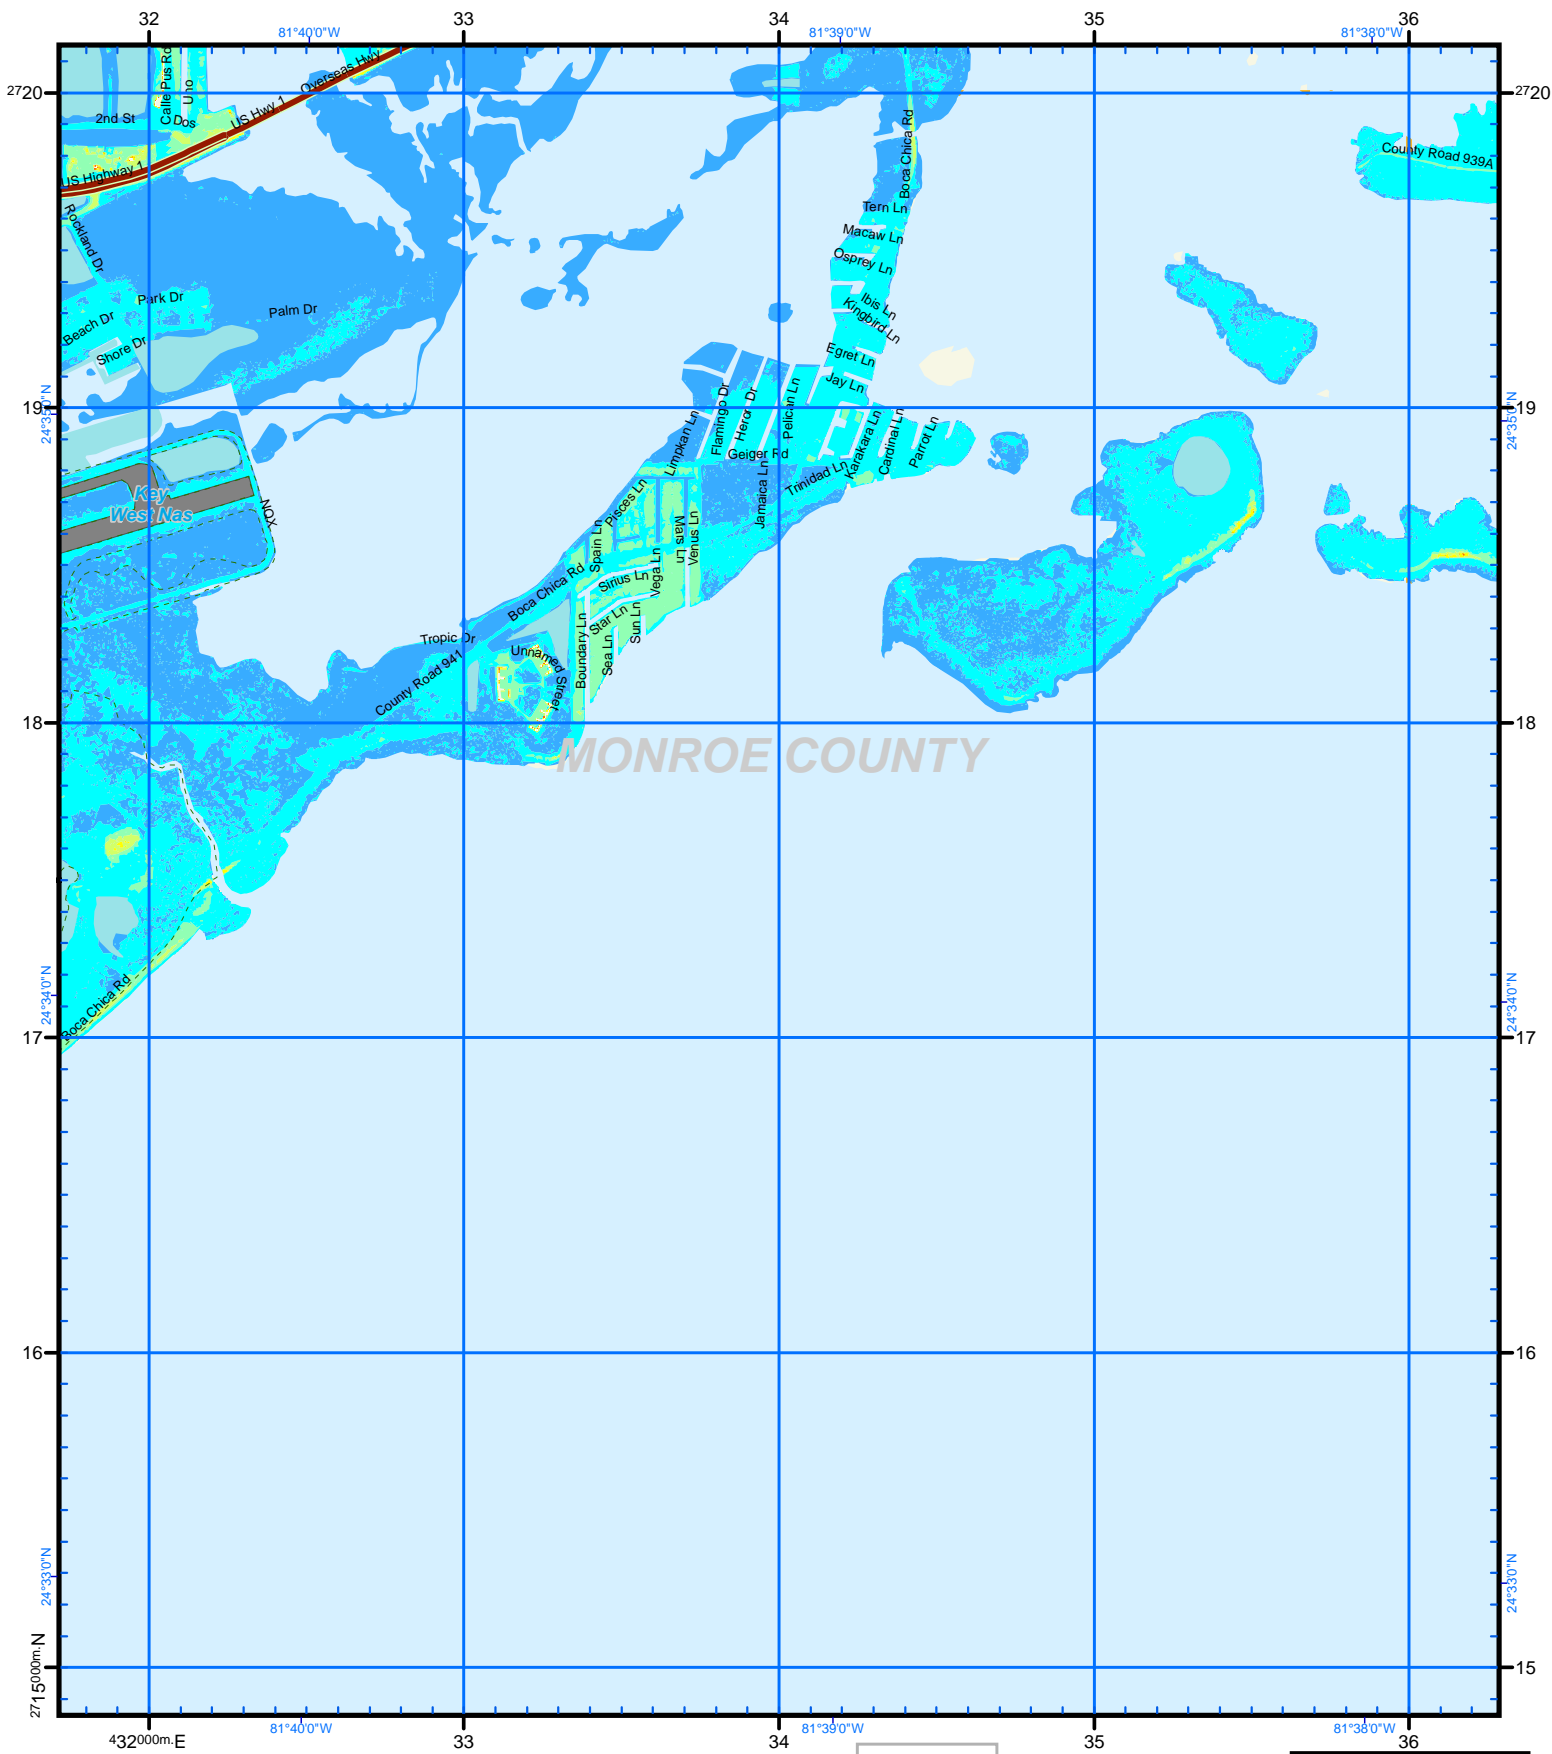 32 33 34 35 36
81°40'0"W 81°39'0"W 81°38'0"W
2720 2720
Calle Pus Rd
Uno
Overseas Hwy
2nd St
Dos
US Hwy 1
US Highway 1
Rockland Dr
Boca Chica Rd
County Road 939A
Tern Ln
Macaw Ln
Osprey Ln
Ibis Ln
Kingbird Ln
Egret Ln
Jay Ln
Park Dr
Palm Dr
Beach Dr
Shore Dr
19 19
24°35'0"N 24°35'0"N
Limpkan Ln
Flamingo Dr
Heron Dr
Pelican Ln
Karakara Ln
Cardinal Ln
Parrot Ln
Geiger Rd
Trinidad Ln
Jamaica Ln
Key
West Nas
NQX
Pisces Ln
Spain Ln
Mars Ln
Venus Ln
Vega Ln
Sirius Ln
Star Ln
Sun Ln
Sea Ln
Boundary Ln
Boca Chica Rd
Tropic Dr
County Road 941
Unnamed Street
18 18
MONROE COUNTY
Boca Chica Rd
24°34'0"N 24°34'0"N
17 17
16 16
24°33'0"N 24°33'0"N
2715000m.N 15
432000m.E 33 34 35 36
81°40'0"W 81°39'0"W 81°38'0"W